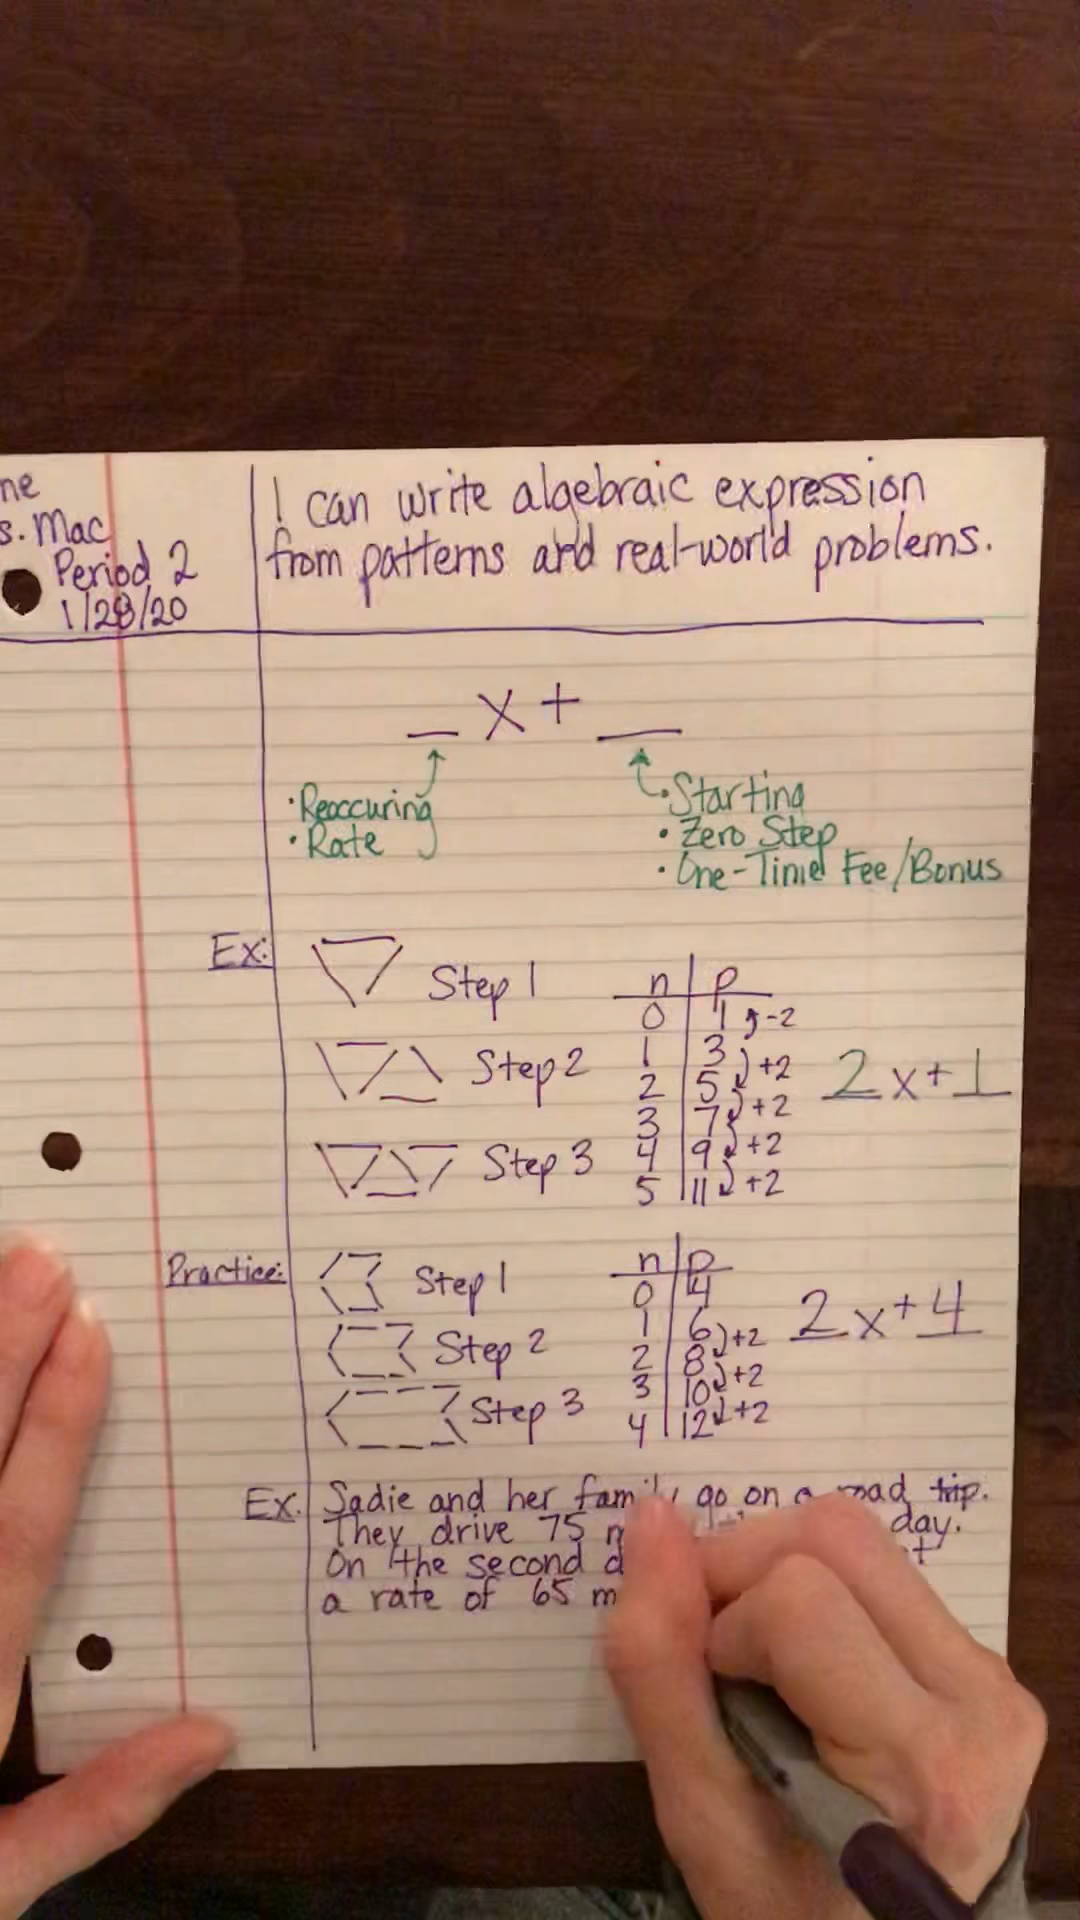 ne
s. Mac
Period 2
1/28/20
I can write algebraic expression
from patterns and real-world problems.
_ x + _
• Reoccuring
• Rate
• Starting
• Zero Step
• One-Time Fee/Bonus
Ex:
Step 1
Step 2
Step 3
n p
0 1 -2
1 3
2 5 +2
3 7 +2
4 9 +2
5 11 +2
2x+1
Practice:
Step 1
Step 2
Step 3
n p
0 4
1 6
2 8 +2
3 10 +2
4 12 +2
2x+4
Ex: Sadie and her family go on a road trip.
They drive 75 day.
On the second
a rate of 65